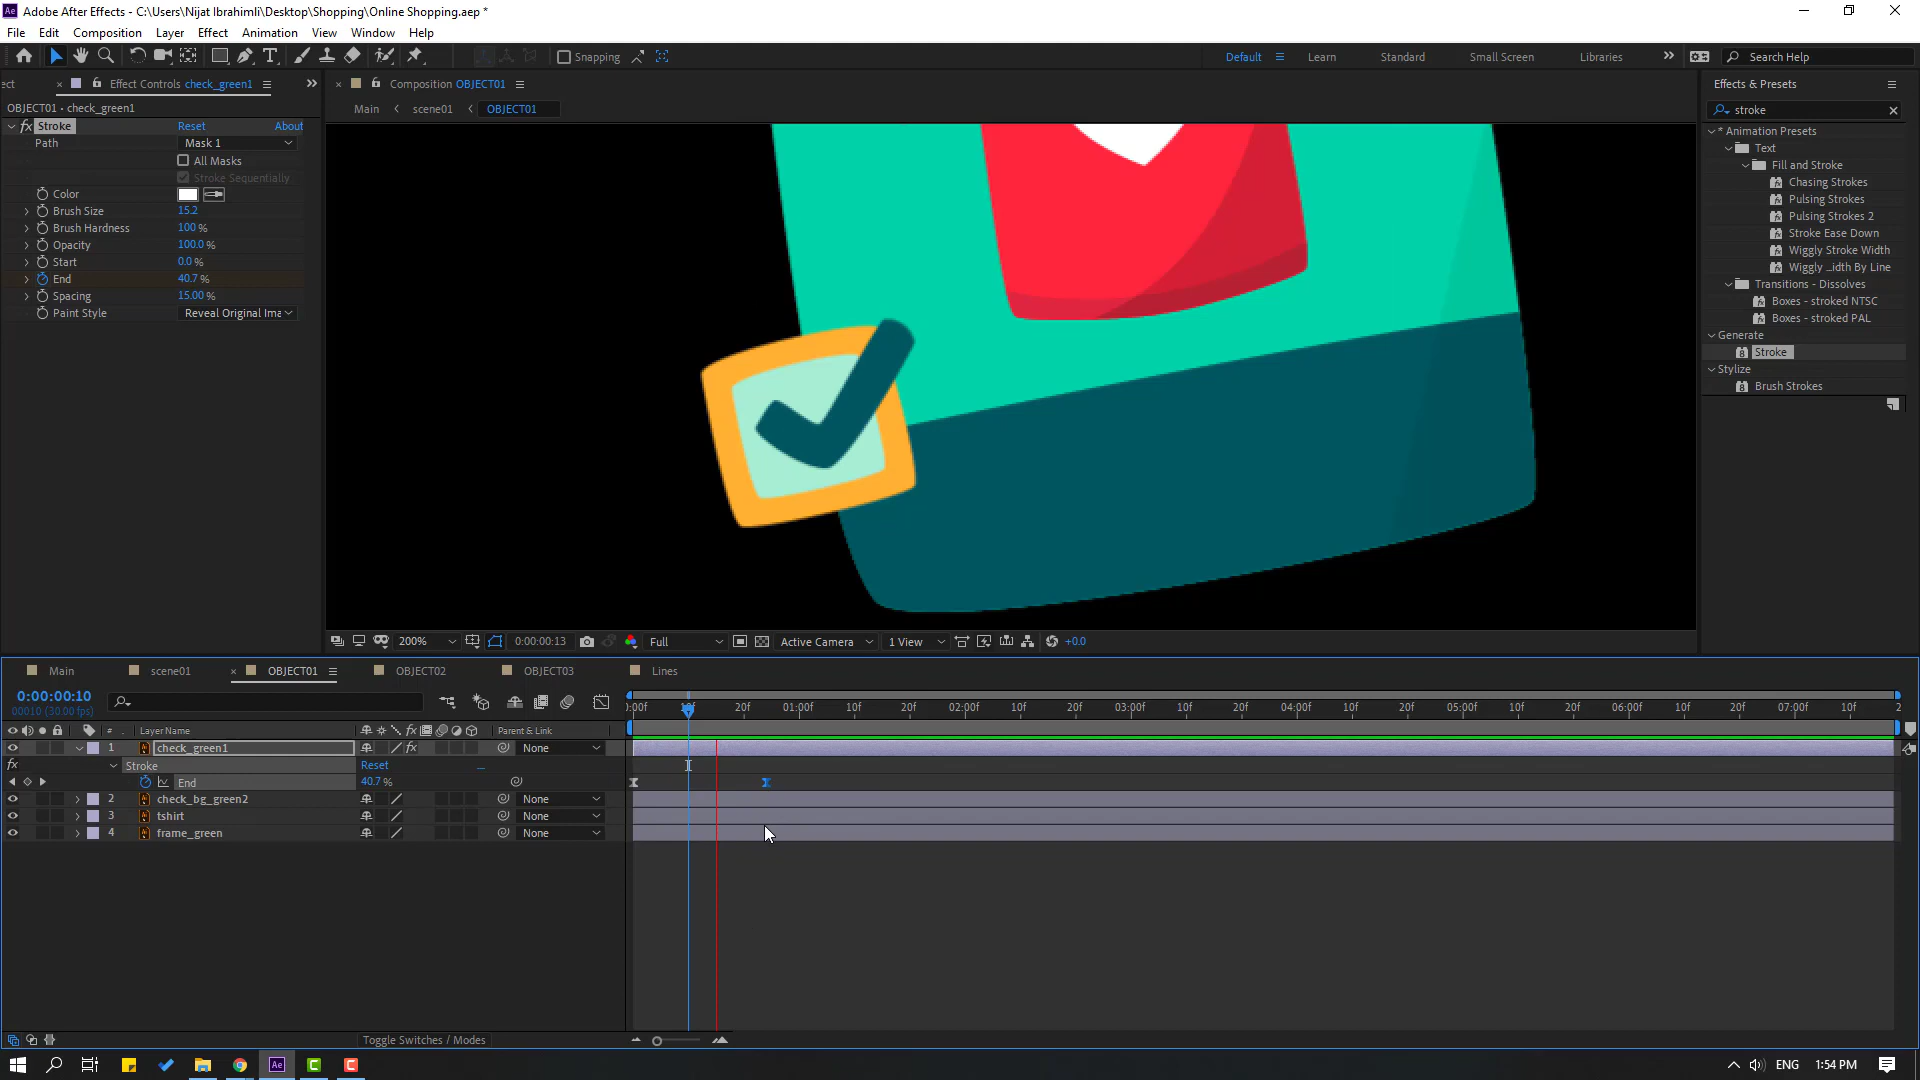 Adobe After Effects - C:\Users\Nijat Ibrahimli\Desktop\Shopping\Online Shopping.aep *
File Edit Composition Layer Effect Animation View Window Help
Snapping
Default Learn Standard Small Screen Libraries
Search Help
ect Effect Controls check_green1
OBJECT01 • check_green1
fx Stroke Reset About
Path Mask 1
All Masks
Stroke Sequentially
Color
Brush Size 15.2
Brush Hardness 100 %
Opacity 100.0 %
Start 0.0 %
End 40.7 %
Spacing 15.00 %
Paint Style Reveal Original Ima
Composition OBJECT01
Main scene01 OBJECT01
200% 0:00:00:13 Full Active Camera 1 View +0.0
Effects & Presets
stroke
* Animation Presets
Text
Fill and Stroke
Chasing Strokes
Pulsing Strokes
Pulsing Strokes 2
Stroke Ease Down
Wiggly Stroke Width
Wiggly ...idth By Line
Transitions - Dissolves
Boxes - stroked NTSC
Boxes - stroked PAL
Generate
Stroke
Stylize
Brush Strokes
Main scene01 OBJECT01 OBJECT02 OBJECT03 Lines
0:00:00:10
00010 (30.00 fps)
):00f 10f 20f 01:00f 10f 20f 02:00f 10f 20f 03:00f 10f 20f 04:00f 10f 20f 05:00f 10f 20f 06:00f 10f 20f 07:00f 10f 2
# Layer Name Parent & Link
1 check_green1 fx None
fx Stroke Reset
End 40.7 %
2 check_bg_green2 None
3 tshirt None
4 frame_green None
Toggle Switches / Modes
Ae ENG 1:54 PM